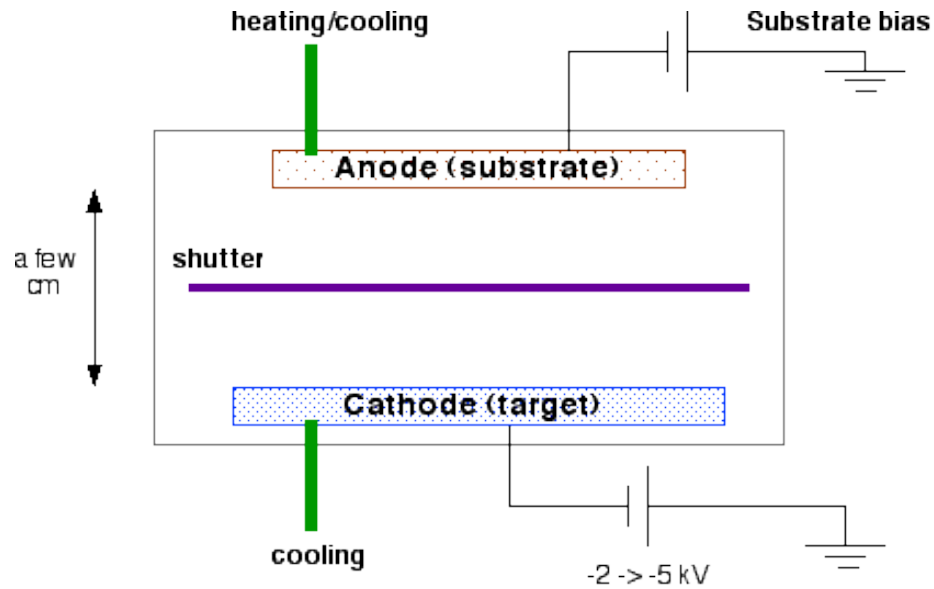 heating/cooling
Substrate bias
Anode (substrate)
a few
cm
shutter
Cathode (target)
cooling
-2 -> -5 kV